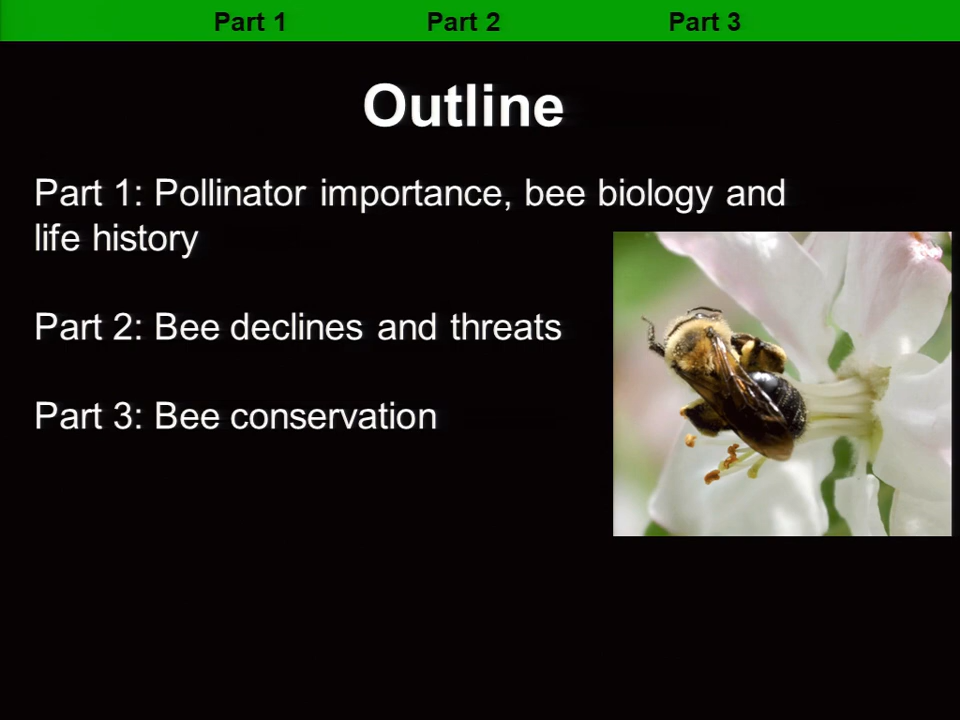 Part 1 Part 2 Part 3
Outline
Part 1: Pollinator importance, bee biology and
life history
Part 2: Bee declines and threats
Part 3: Bee conservation